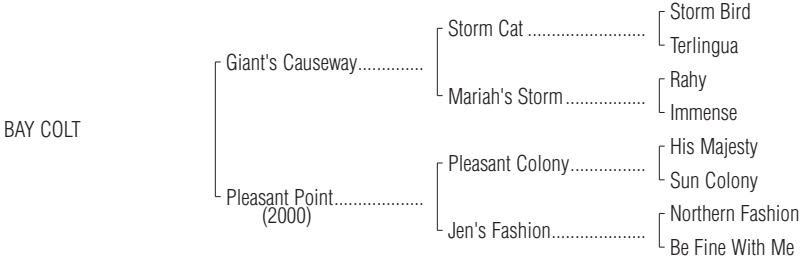 Storm Bird
Storm Cat ........................
Terlingua
Giant's Causeway..............
Rahy
Mariah's Storm.................
Immense
BAY COLT
His Majesty
Pleasant Colony................
Sun Colony
Pleasant Point...................
(2000)
Northern Fashion
Jen's Fashion....................
Be Fine With Me